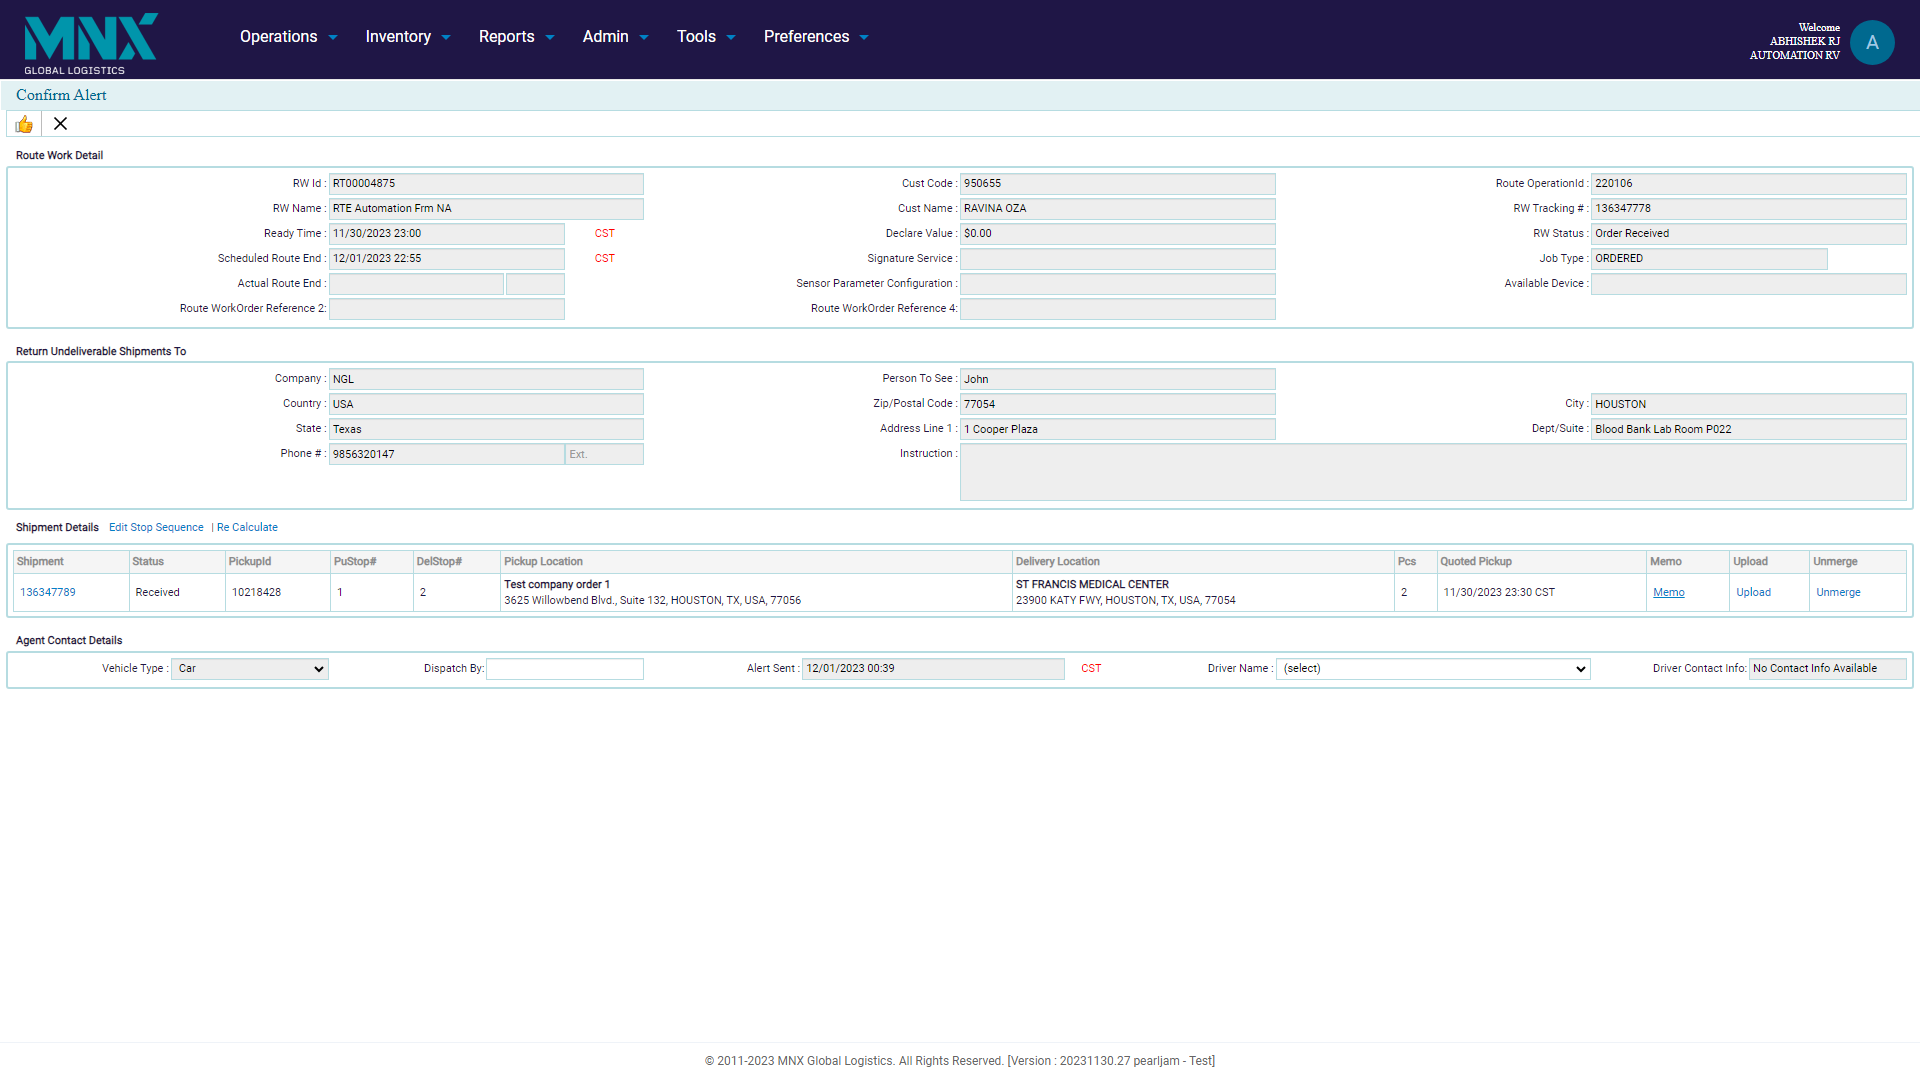 MNX
GLOBAL LOGISTICS
Operations Inventory Reports Admin Tools Preferences
Welcome
ABHISHEK RJ
AUTOMATION RV
A
Confirm Alert
Route Work Detail
RW Id : RT00004875 Cust Code : 950655 Route OperationId : 220106
RW Name : RTE Automation Frm NA Cust Name : RAVINA OZA RW Tracking # : 136347778
Ready Time : 11/30/2023 23:00 CST Declare Value : $0.00 RW Status : Order Received
Scheduled Route End : 12/01/2023 22:55 CST Signature Service : Job Type : ORDERED
Actual Route End : Sensor Parameter Configuration : Available Device :
Route WorkOrder Reference 2: Route WorkOrder Reference 4:
Return Undeliverable Shipments To
Company : NGL Person To See : John
Country : USA Zip/Postal Code : 77054 City : HOUSTON
State : Texas Address Line 1 : 1 Cooper Plaza Dept/Suite : Blood Bank Lab Room P022
Phone # : 9856320147 Ext. Instruction :
Shipment Details Edit Stop Sequence | Re Calculate
Shipment Status PickupId PuStop# DelStop# Pickup Location Delivery Location Pcs Quoted Pickup Memo Upload Unmerge
136347789 Received 10218428 1 2 Test company order 1 ST FRANCIS MEDICAL CENTER 2 11/30/2023 23:30 CST Memo Upload Unmerge
3625 Willowbend Blvd., Suite 132, HOUSTON, TX, USA, 77056 23900 KATY FWY, HOUSTON, TX, USA, 77054
Agent Contact Details
Vehicle Type : Car Dispatch By: Alert Sent : 12/01/2023 00:39 CST Driver Name : (select) Driver Contact Info: No Contact Info Available
© 2011-2023 MNX Global Logistics. All Rights Reserved. [Version : 20231130.27 pearljam - Test]